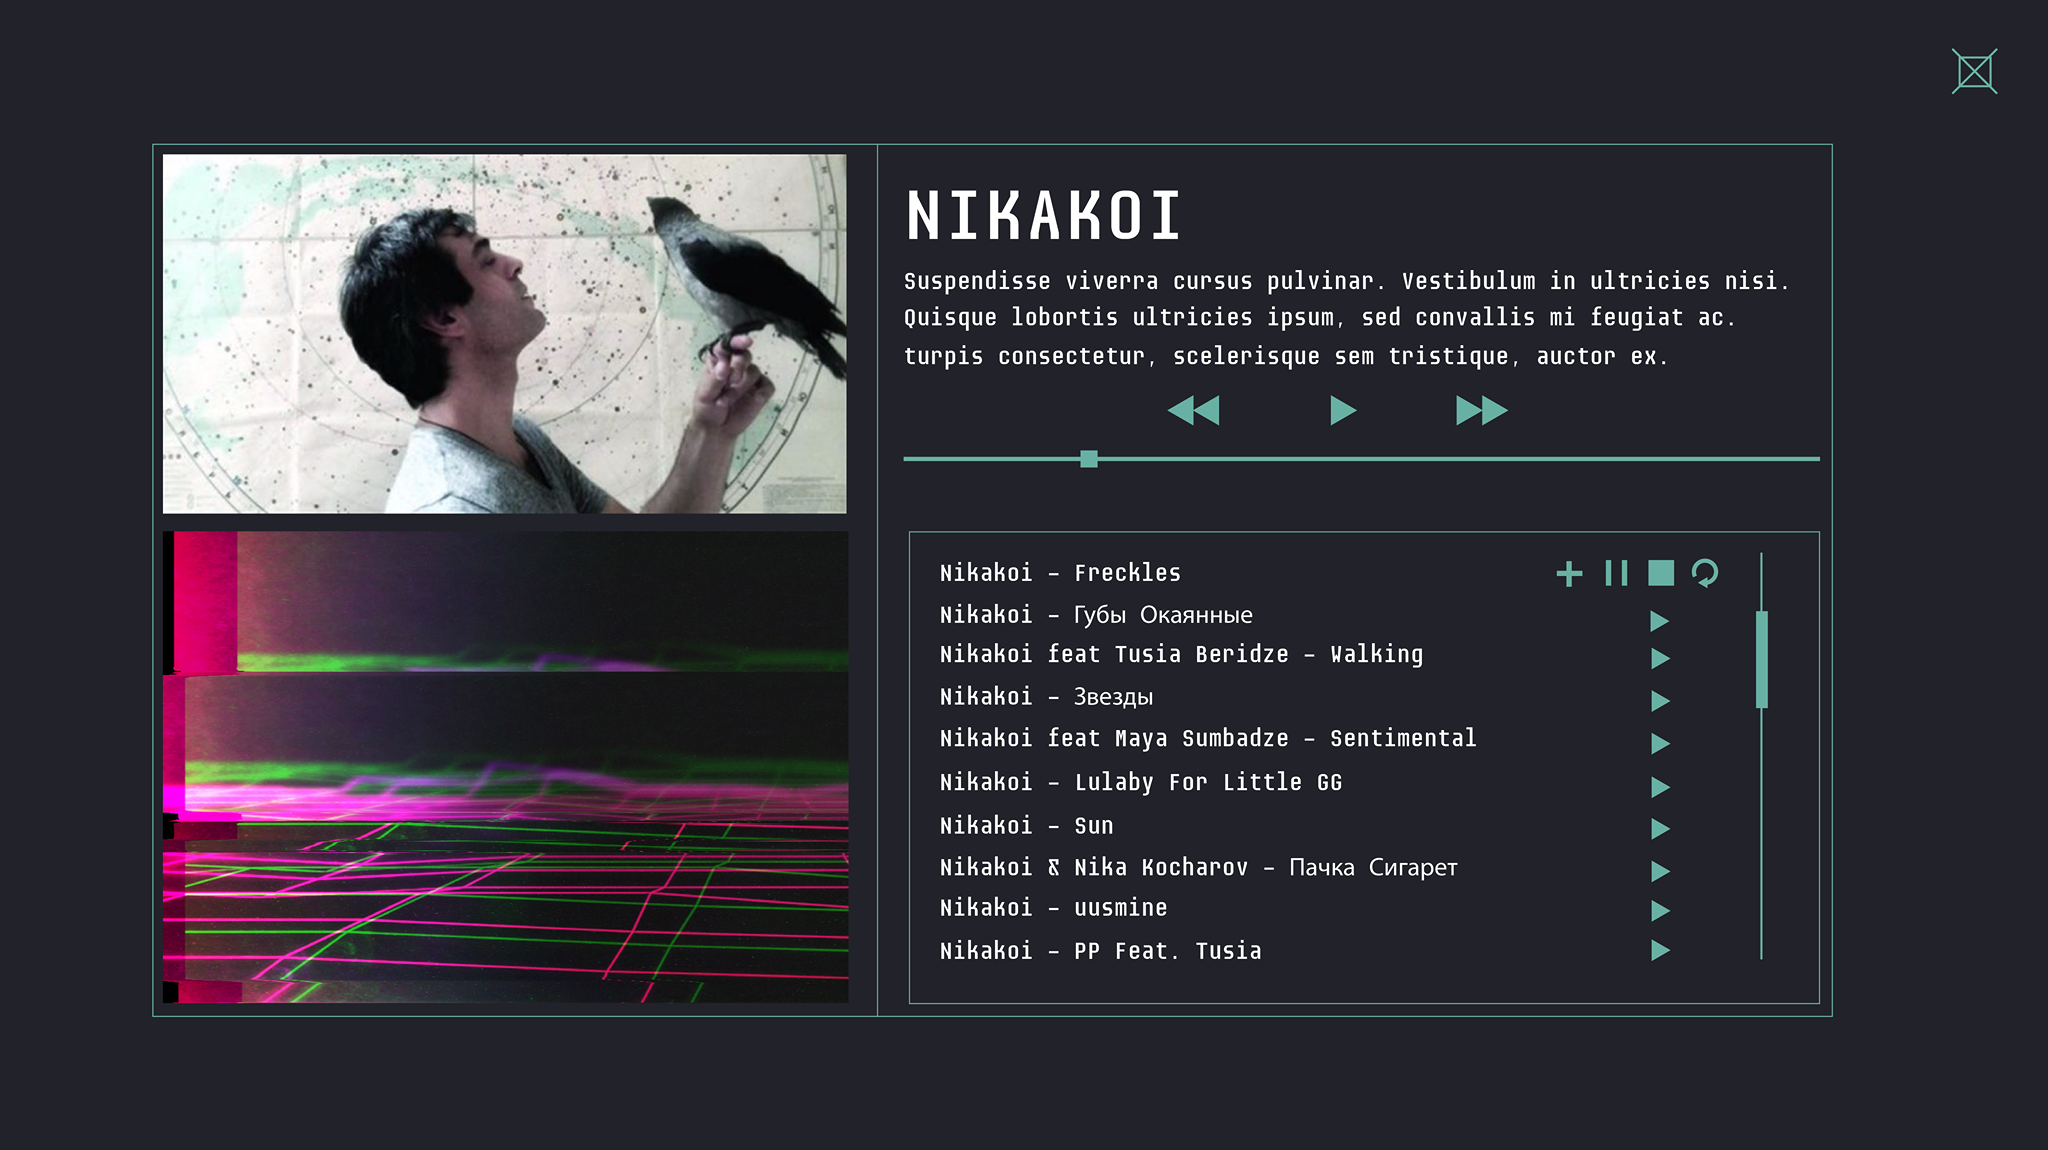 NIKAKOI
Suspendisse viverra cursus pulvinar. Vestibulum in ultricies nisi.
Quisque lobortis ultricies ipsum, sed convallis mi feugiat ac.
turpis consectetur, scelerisque sem tristique, auctor ex.
Nikakoi – Freckles
Nikakoi – Губы Окаянные
Nikakoi feat Tusia Beridze – Walking
Nikakoi – Звезды
Nikakoi feat Maya Sumbadze – Sentimental
Nikakoi – Lulaby For Little GG
Nikakoi – Sun
Nikakoi & Nika Kocharov – Пачка Сигарет
Nikakoi – uusmine
Nikakoi – PP Feat. Tusia